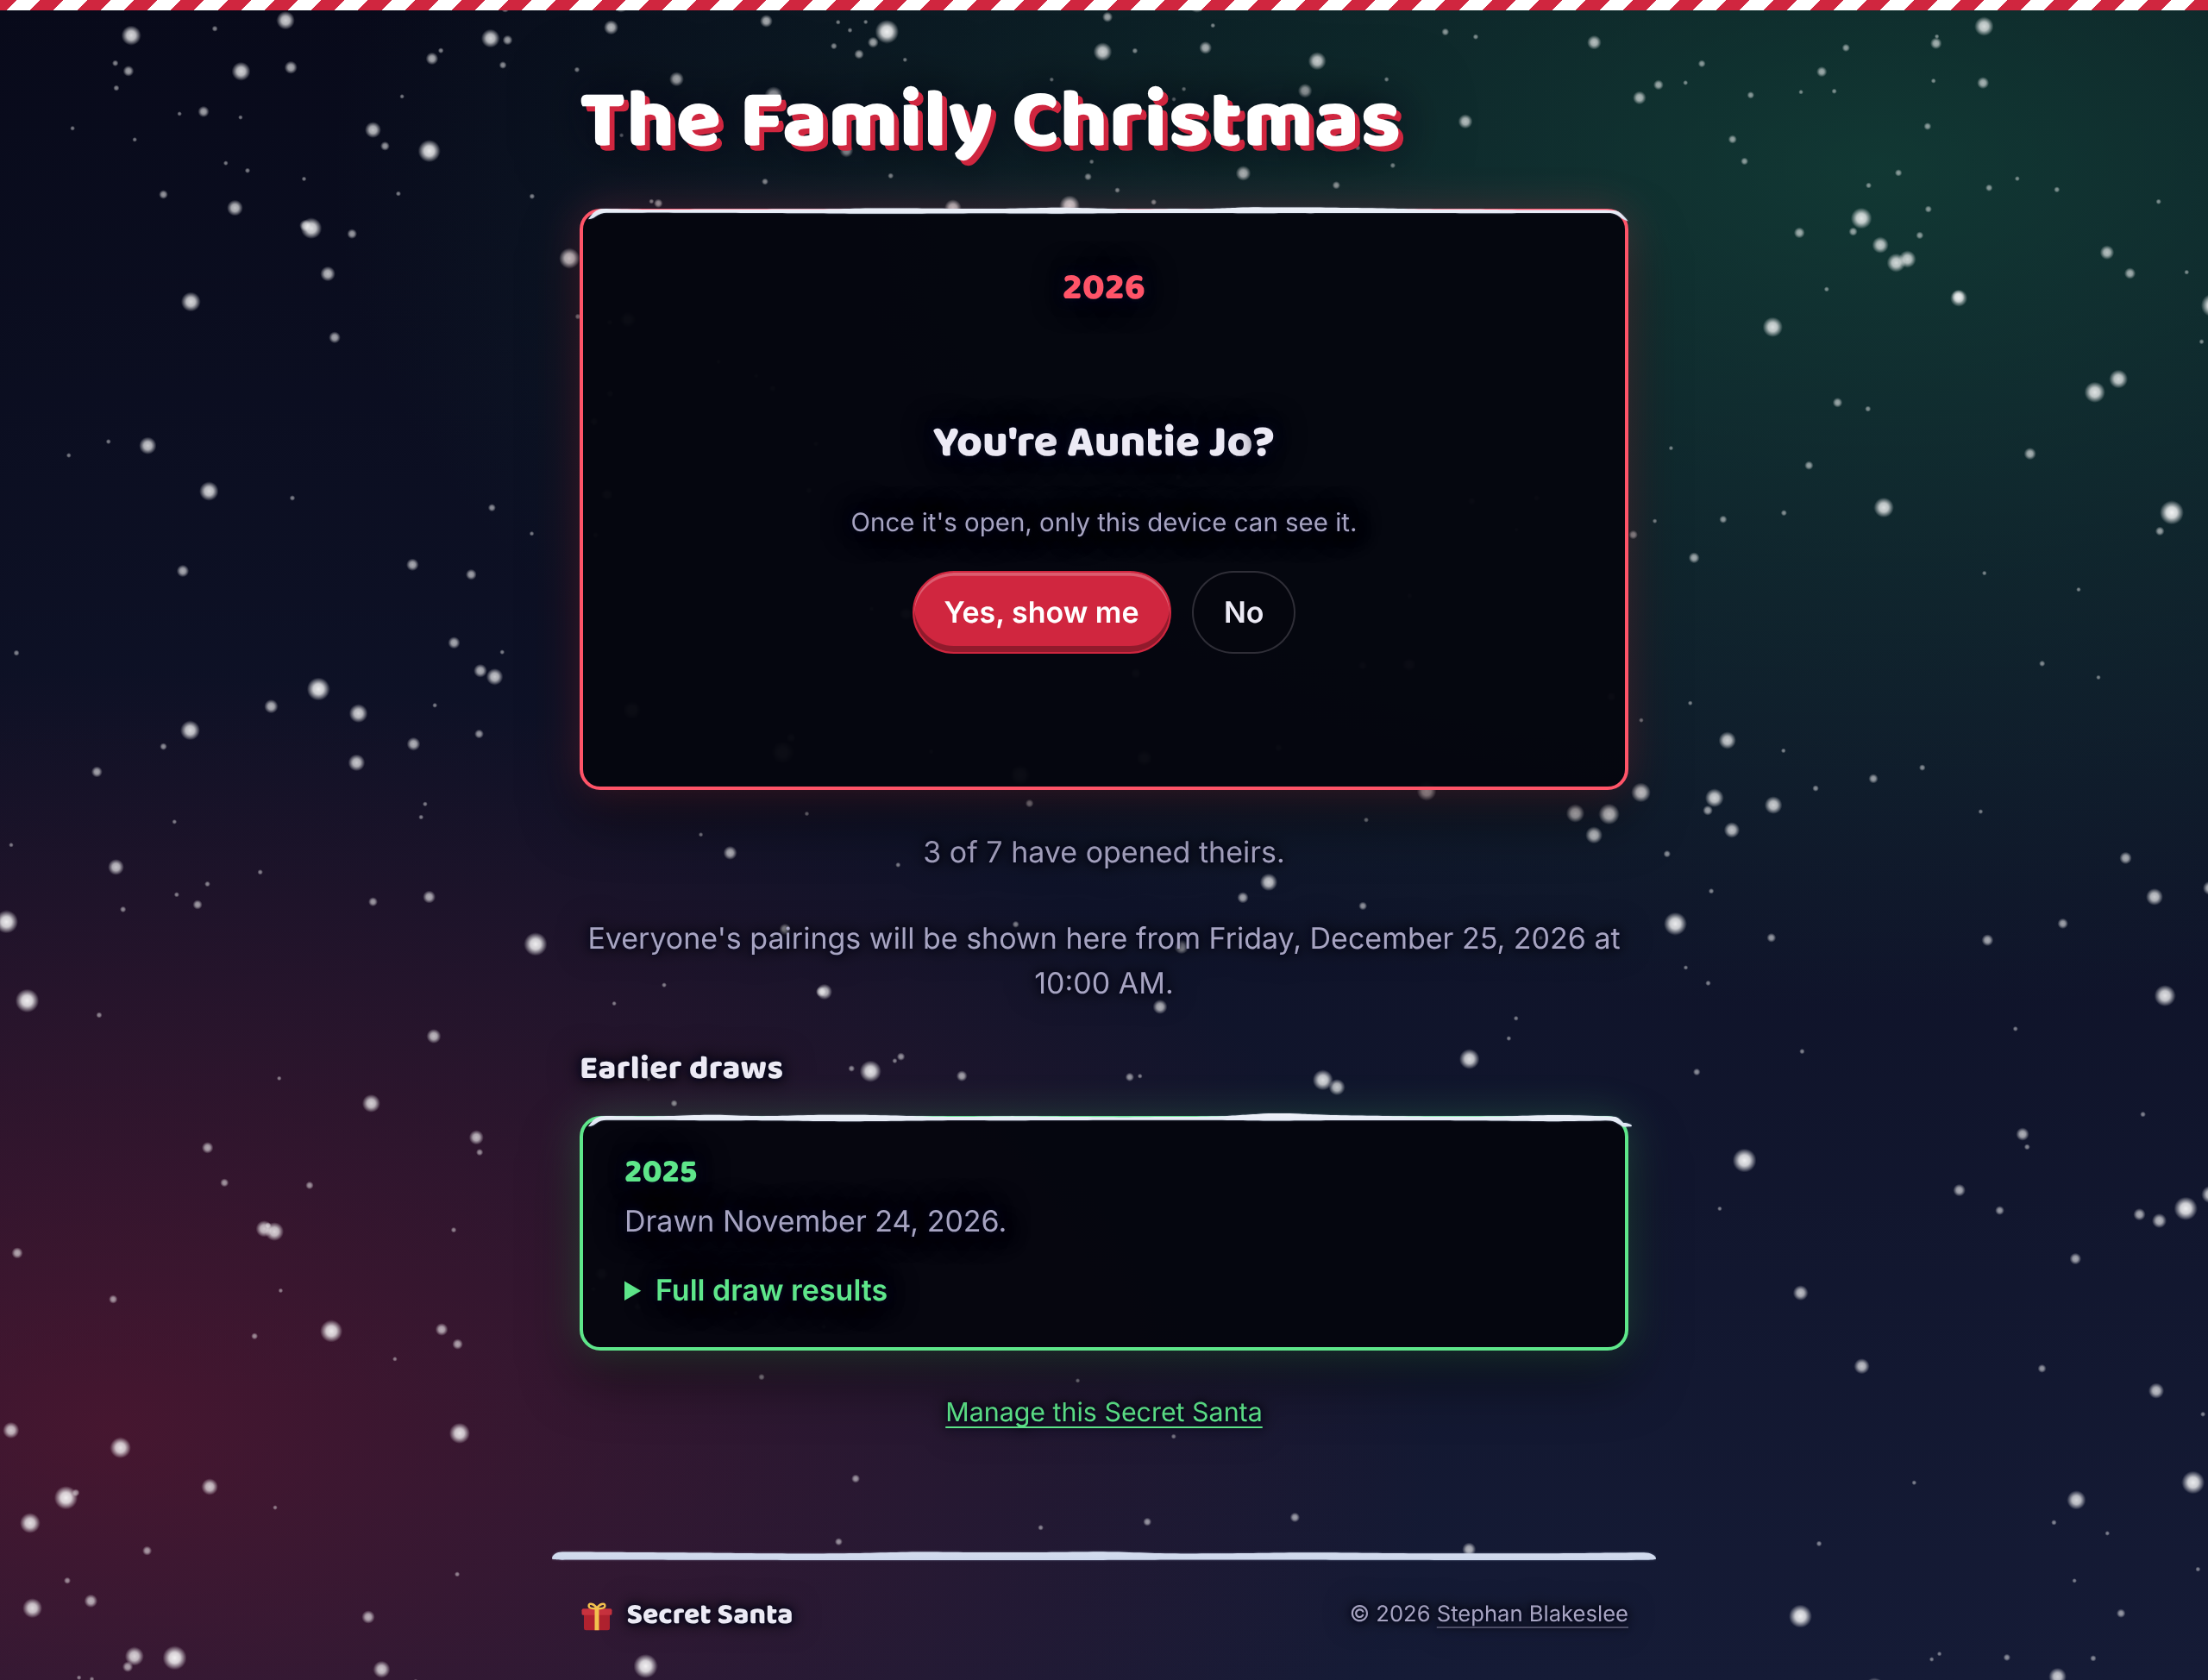 The Family Christmas
2026
You're Auntie Jo?
Once it's open, only this device can see it.
Yes, show me
No
3 of 7 have opened theirs.
Everyone's pairings will be shown here from Friday, December 25, 2026 at
10:00 AM.
Earlier draws
2025
Drawn November 24, 2026.
Full draw results
Manage this Secret Santa
Secret Santa
© 2026 Stephan Blakeslee